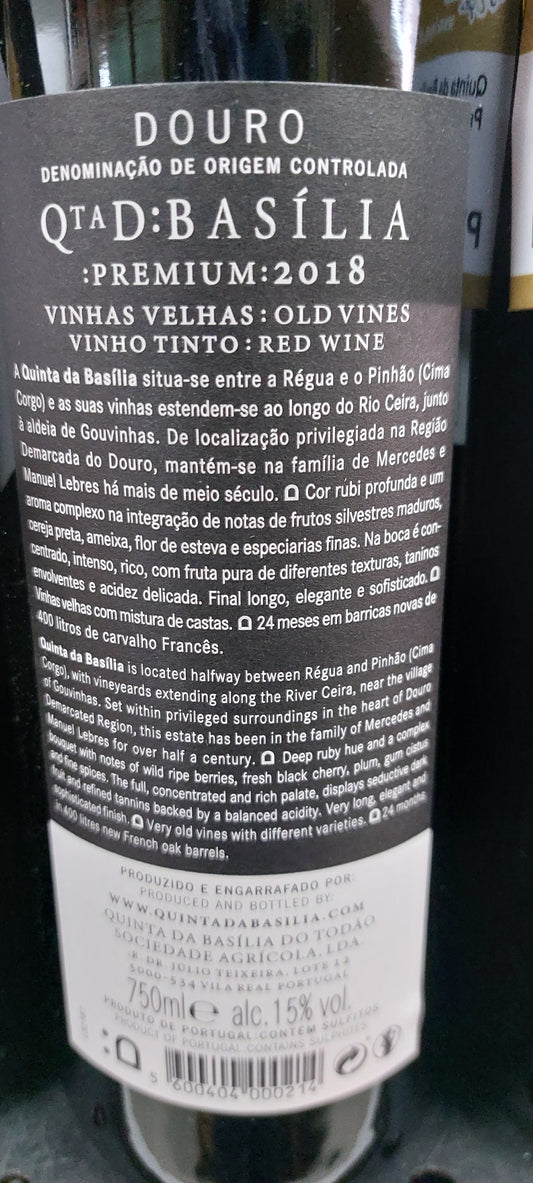 DOURO
DENOMINAÇÃO DE ORIGEM CONTROLADA
QTAD:BASÍLIA
:PREMIUM:2018
VINHAS VELHAS : OLD VINES
VINHO TINTO : RED WINE
A Quinta da Basília situa-se entre a Régua e o Pinhão (Cima
Corgo) e as suas vinhas estendem-se ao longo do Rio Ceira, junto
à aldeia de Gouvinhas. De localização privilegiada na Região
Demarcada do Douro, mantém-se na família de Mercedes e
Manuel Lebres há mais de meio século. Cor rubi profunda e um
aroma complexo na integração de notas de frutos silvestres maduros,
cereja preta, ameixa, flor de esteva e especiarias finas. Na boca é con-
centrado, intenso, rico, com fruta pura de diferentes texturas, taninos
envolventes e acidez delicada. Final longo, elegante e sofisticado.
Vinhas velhas com mistura de castas. 24 meses em barricas novas de
400 litros de carvalho Francês.
Quinta da Basília is located halfway between Régua and Pinhão (Cima
Corgo), with vineyeards extending along the River Ceira, near the village
of Gouvinhas. Set within privileged surroundings in the heart of Douro
Demarcated Region, this estate has been in the family of Mercedes and
Manuel Lebres for over half a century. Deep ruby hue and a complex
bouquet with notes of wild ripe berries, fresh black cherry, plum, gum cistus
and fine spices. The full, concentrated and rich palate, displays seductive dark
fruit and refined tannins backed by a balanced acidity. Very long, elegant and
sophisticated finish. Very old vines with different varieties. 24 months
in 400 litres new French oak barrels.
PRODUZIDO E ENGARRAFADO POR:
PRODUCED AND BOTTLED BY:
WWW.QUINTADABASILIA.COM
QUINTA DA BASÍLIA DO TODÃO
SOCIEDADE AGRÍCOLA, LDA.
R. DR. JÚLIO TEIXEIRA, LOTE 12
5000-534 VILA REAL PORTUGAL
750ml e alc. 15% vol.
PRODUTO DE PORTUGAL:CONTÉM SULFITOS
PRODUCT OF PORTUGAL:CONTAINS SULPHITES
:D
5 600404 000214
Quinta da